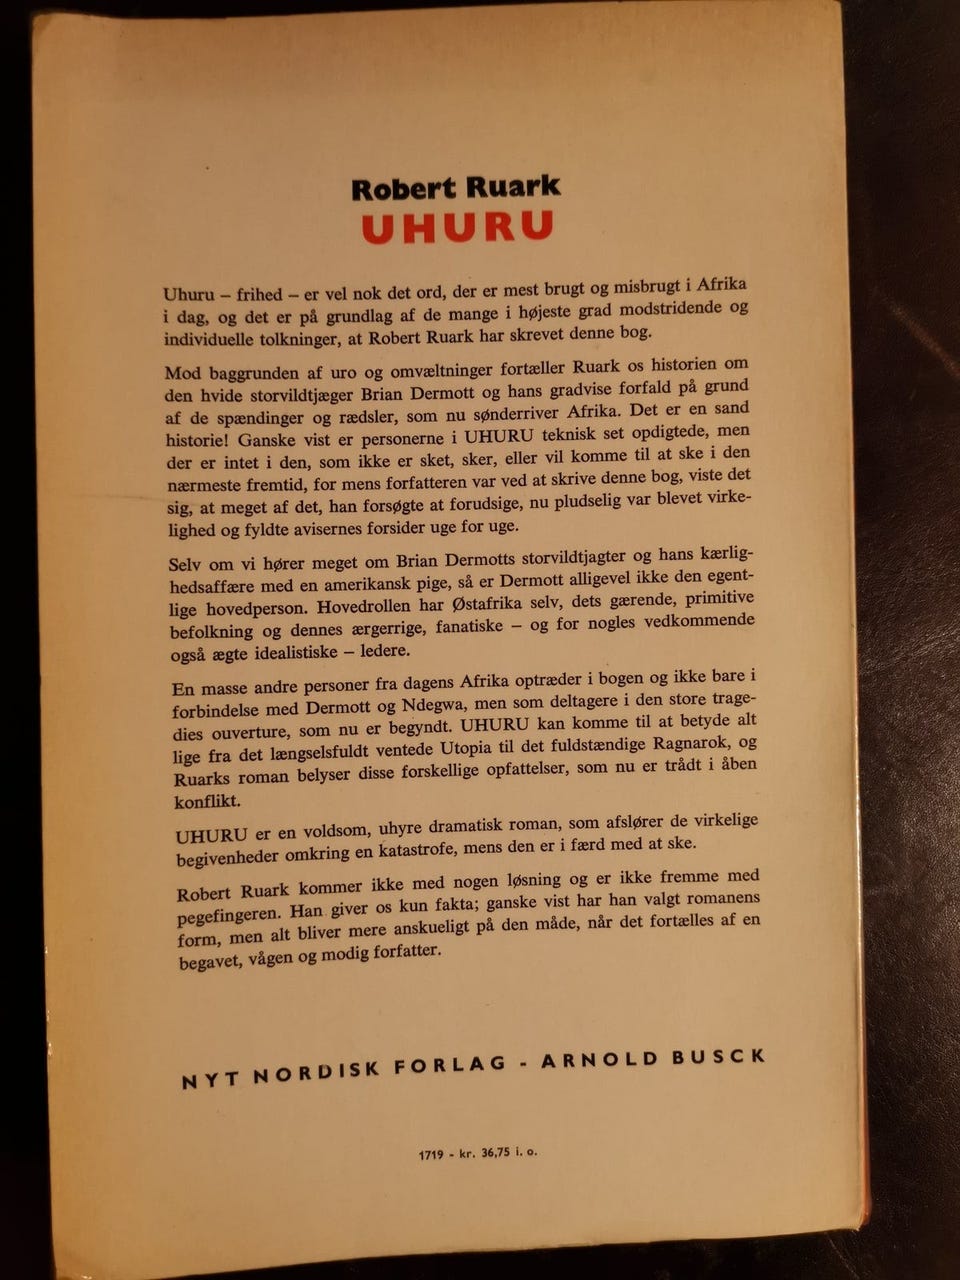 Robert Ruark
UHURU
Uhuru – frihed – er vel nok det ord, der er mest brugt og misbrugt i Afrika
i dag, og det er på grundlag af de mange i højeste grad modstridende og
individuelle tolkninger, at Robert Ruark har skrevet denne bog.
Mod baggrunden af uro og omvæltninger fortæller Ruark os historien om
den hvide storvildtjæger Brian Dermott og hans gradvise forfald på grund
af de spændinger og rædsler, som nu sønderriver Afrika. Det er en sand
historie! Ganske vist er personerne i UHURU teknisk set opdigtede, men
der er intet i den, som ikke er sket, sker, eller vil komme til at ske i den
nærmeste fremtid, for mens forfatteren var ved at skrive denne bog, viste det
sig, at meget af det, han forsøgte at forudsige, nu pludselig var blevet virke-
lighed og fyldte avisernes forsider uge for uge.
Selv om vi hører meget om Brian Dermotts storvildtjagter og hans kærlig-
hedsaffære med en amerikansk pige, så er Dermott alligevel ikke den egent-
lige hovedperson. Hovedrollen har Østafrika selv, dets gærende, primitive
befolkning og dennes ærgerrige, fanatiske – og for nogles vedkommende
også ægte idealistiske – ledere.
En masse andre personer fra dagens Afrika optræder i bogen og ikke bare i
forbindelse med Dermott og Ndegwa, men som deltagere i den store trage-
dies ouverture, som nu er begyndt. UHURU kan komme til at betyde alt
lige fra det længselsfuldt ventede Utopia til det fuldstændige Ragnarok, og
Ruarks roman belyser disse forskellige opfattelser, som nu er trådt i åben
konflikt.
UHURU er en voldsom, uhyre dramatisk roman, som afslører de virkelige
begivenheder omkring en katastrofe, mens den er i færd med at ske.
Robert Ruark kommer ikke med nogen løsning og er ikke fremme med
pegefingeren. Han giver os kun fakta; ganske vist har han valgt romanens
form, men alt bliver mere anskueligt på den måde, når det fortælles af en
begavet, vågen og modig forfatter.
NYT NORDISK FORLAG - ARNOLD BUSCK
1719 - kr. 36,75 i. o.